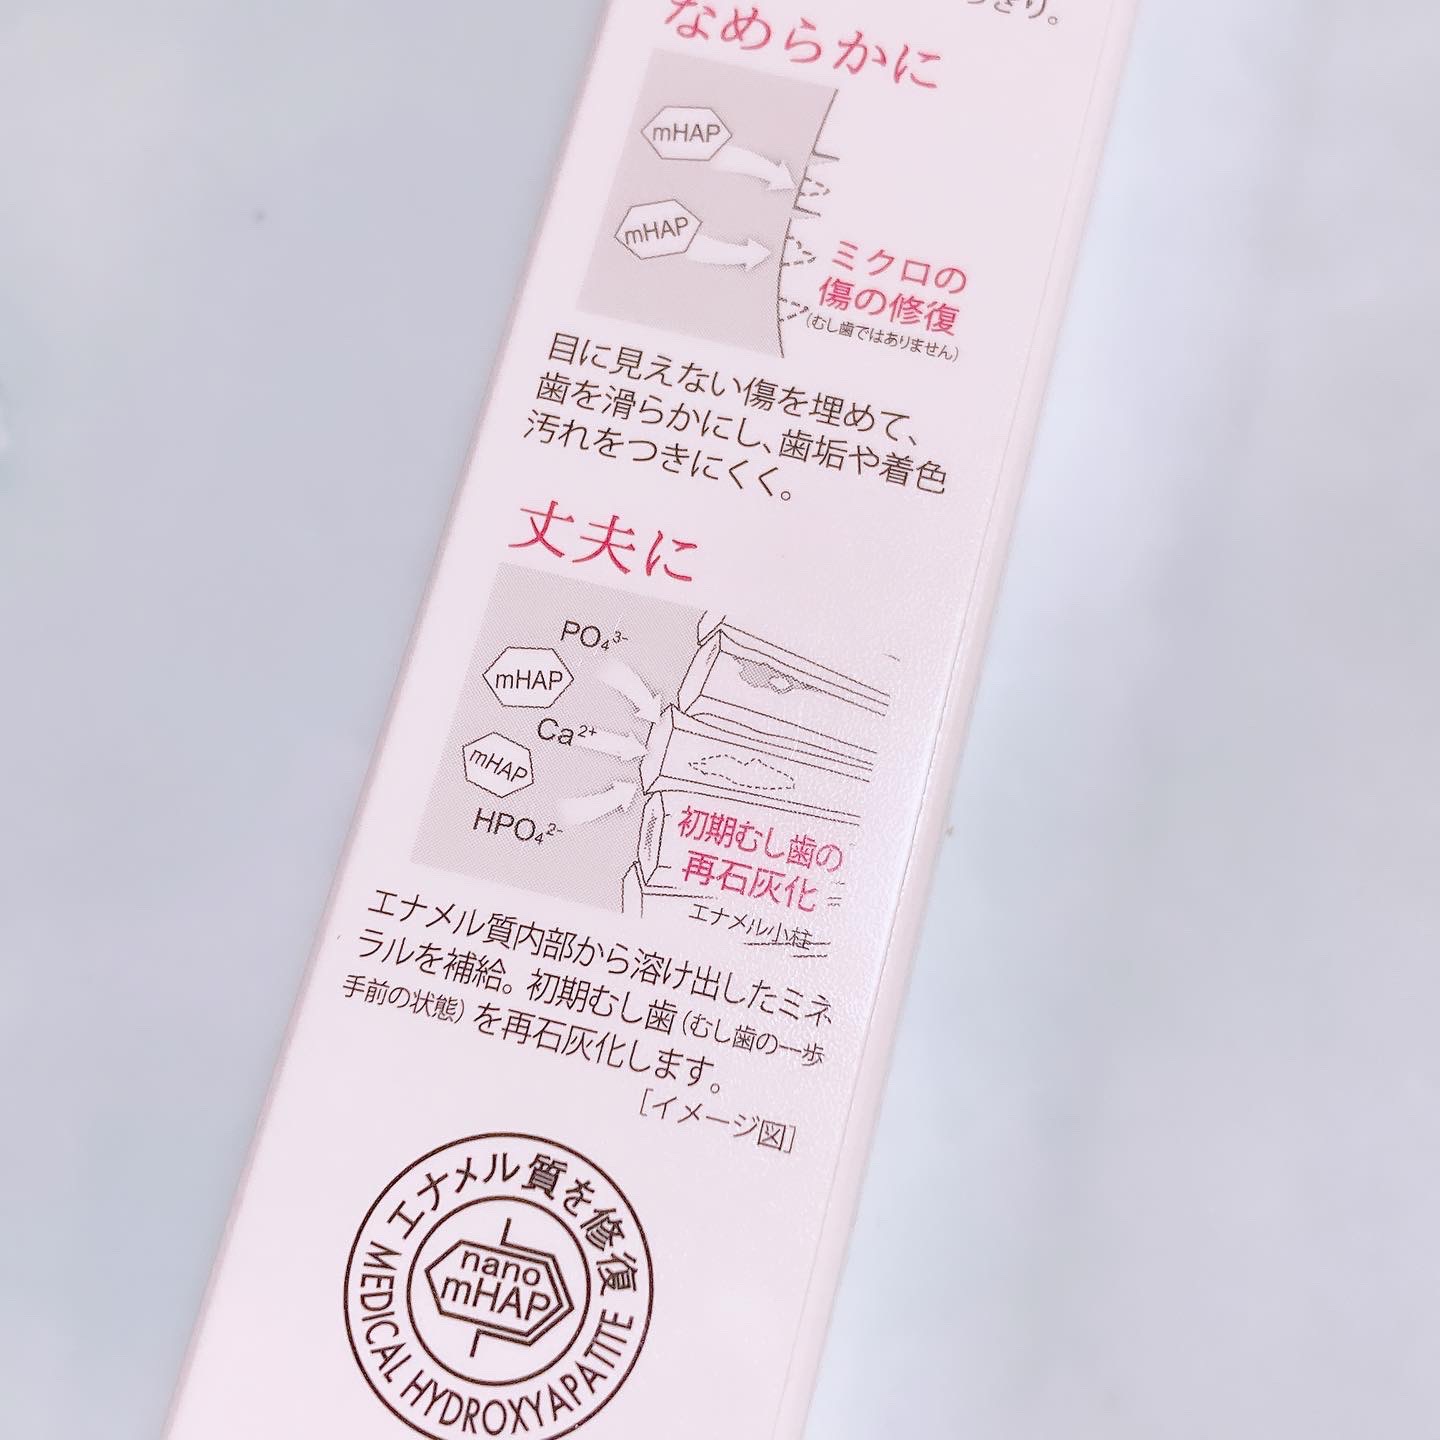 なめらかに
mHAP
mHAP
ミクロの
傷の修復
(むし歯ではありません)
目に見えない傷を埋めて、
歯を滑らかにし、歯垢や着色
汚れをつきにくく。
丈夫に
PO₄³⁻
mHAP
Ca²⁺
mHAP
HPO₄²⁻
初期むし歯の
再石灰化
エナメル小柱
エナメル質内部から溶け出したミネ
ラルを補給。初期むし歯(むし歯の一歩
手前の状態)を再石灰化します。
[イメージ図]
エナメル質を修復
nano
mHAP
MEDICAL HYDROXYAPATITE